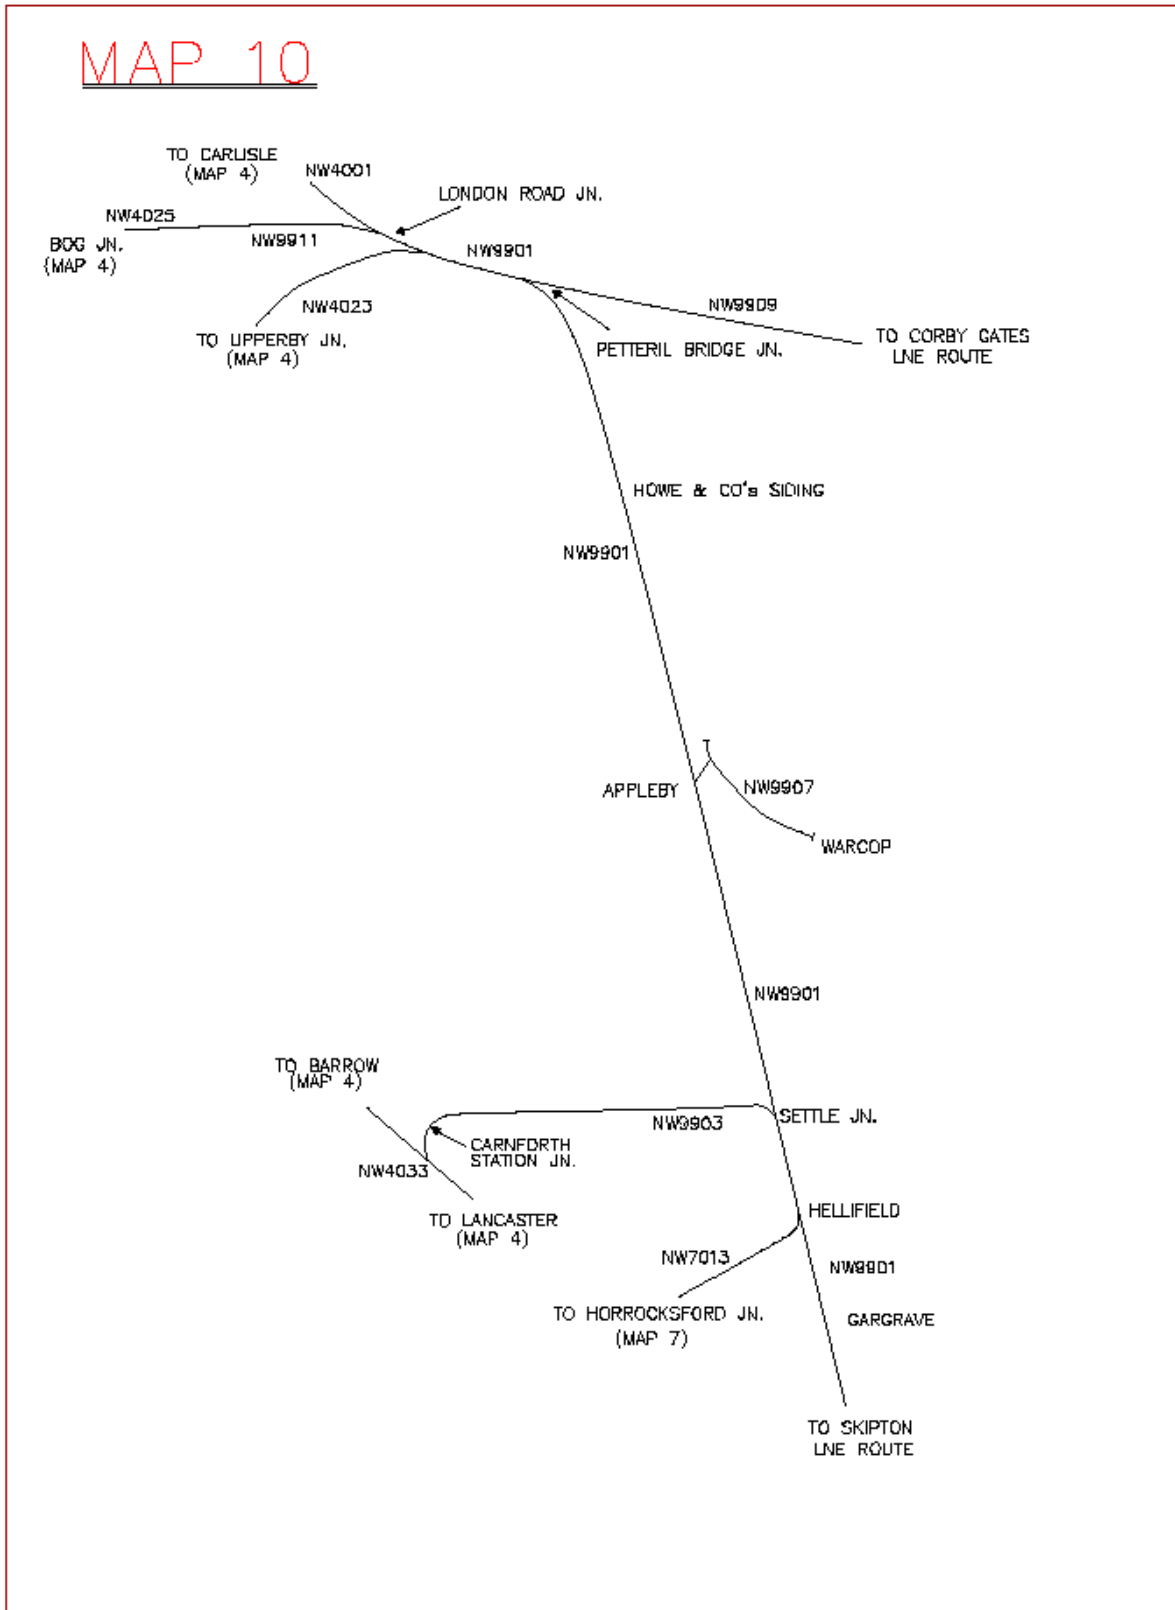 MAP 10
TO CARLISLE
(MAP 4)
NW4001
LONDON ROAD JN.
NW4025
BOG JN.
(MAP 4)
NW9911
NW9901
NW4023
TO UPPERBY JN.
(MAP 4)
NW9909
PETTERIL BRIDGE JN.
TO CORBY GATES
LNE ROUTE
HOWE & CO's SIDING
NW9901
APPLEBY
NW9907
WARCOP
NW9901
TO BARROW
(MAP 4)
NW9903
SETTLE JN.
CARNFORTH
STATION JN.
NW4033
TO LANCASTER
(MAP 4)
HELLIFIELD
NW7013
NW9901
TO HORROCKSFORD JN.
(MAP 7)
GARGRAVE
TO SKIPTON
LNE ROUTE